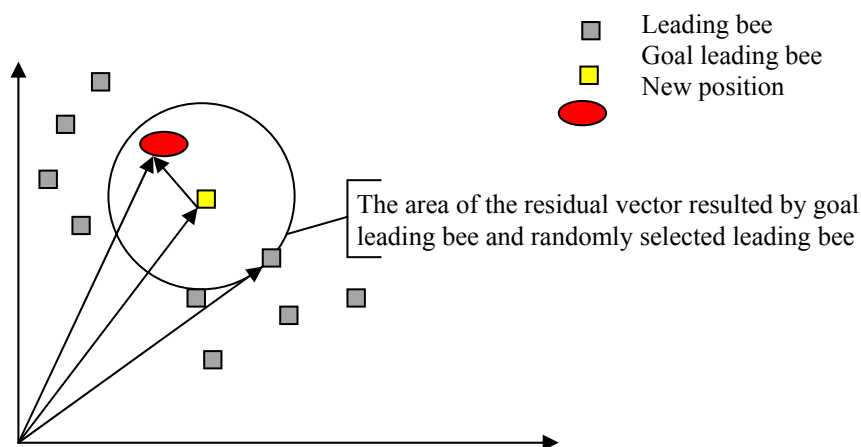 Leading bee
Goal leading bee
New position
The area of the residual vector resulted by goal
leading bee and randomly selected leading bee